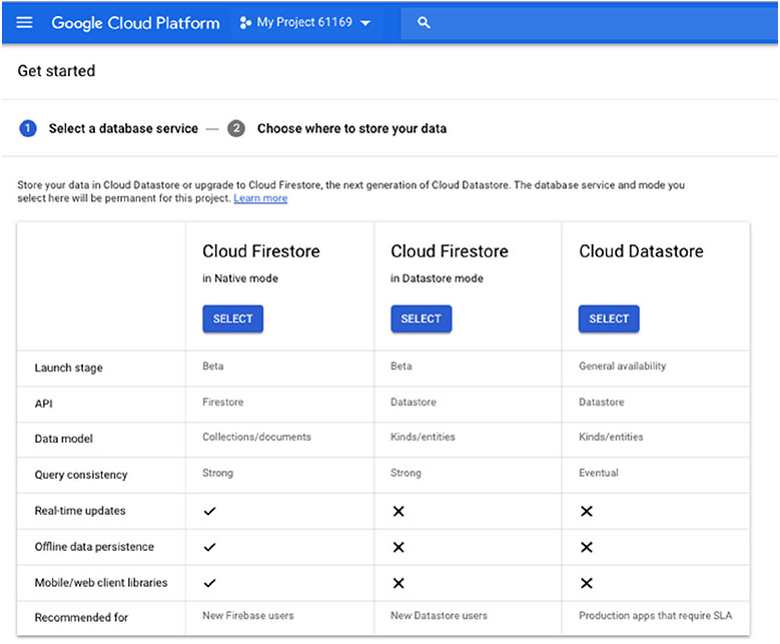 Google Cloud Platform My Project 61169
Get started
1 Select a database service — 2 Choose where to store your data
Store your data in Cloud Datastore or upgrade to Cloud Firestore, the next generation of Cloud Datastore. The database service and mode you
select here will be permanent for this project. Learn more
Cloud Firestore Cloud Firestore Cloud Datastore
in Native mode in Datastore mode
SELECT SELECT SELECT
Launch stage Beta Beta General availability
API Firestore Datastore Datastore
Data model Collections/documents Kinds/entities Kinds/entities
Query consistency Strong Strong Eventual
Real-time updates ✓ ✕ ✕
Offline data persistence ✓ ✕ ✕
Mobile/web client libraries ✓ ✕ ✕
Recommended for New Firebase users New Datastore users Production apps that require SLA